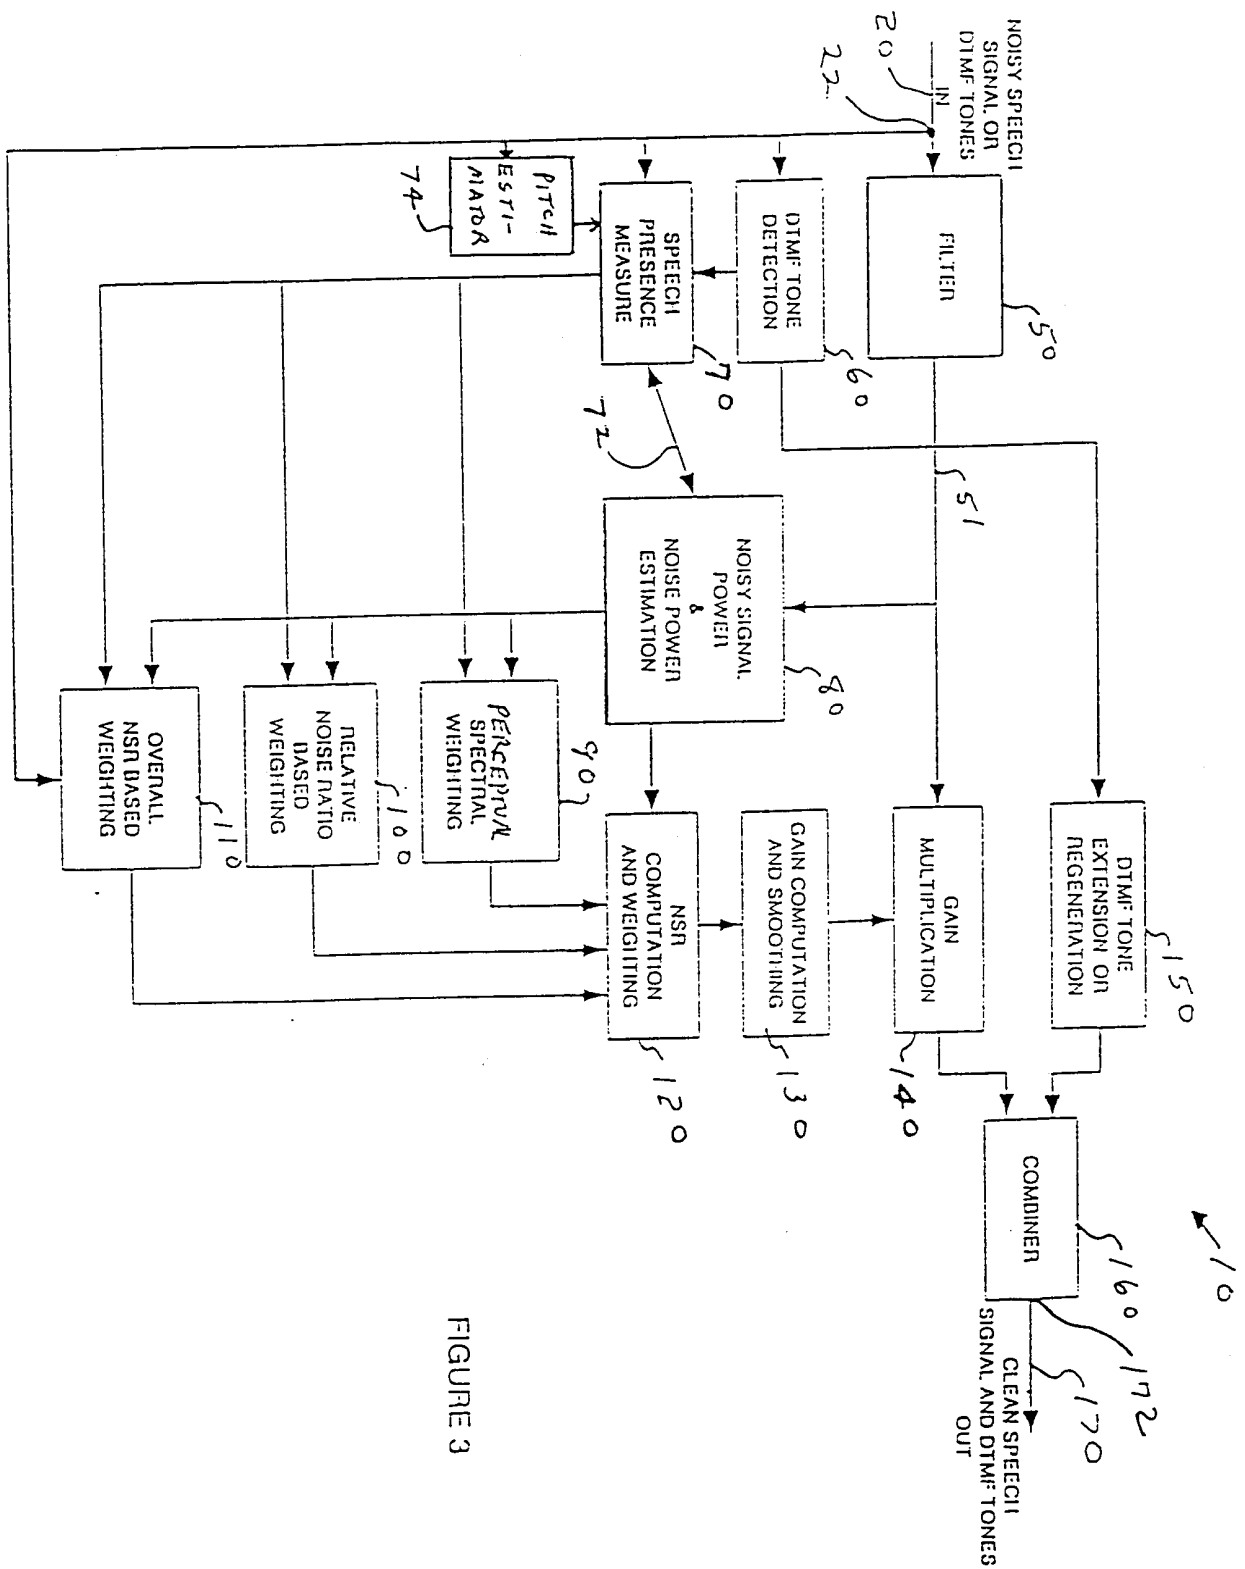 NOISY SPEECH
SIGNAL OR
DTMF TONES
20
IN
22
FILTER
50
51
DTMF TONE
DETECTION
60
SPEECH
PRESENCE
MEASURE
70
72
PITCH
ESTI-
MATOR
74
NOISY SIGNAL
POWER
&
NOISE POWER
ESTIMATION
80
SPECTRAL
WEIGHTING
90
RELATIVE
NOISE RATIO
BASED
WEIGHTING
100
OVERALL
NSR BASED
WEIGHTING
110
NSR
COMPUTATION
AND WEIGHTING
120
GAIN COMPUTATION
AND SMOOTHING
130
GAIN
MULTIPLICATION
140
DTMF TONE
EXTENSION OR
REGENERATION
150
COMBINER
160
172
170
CLEAN SPEECH
SIGNAL AND DTMF TONES
OUT
10
FIGURE 3